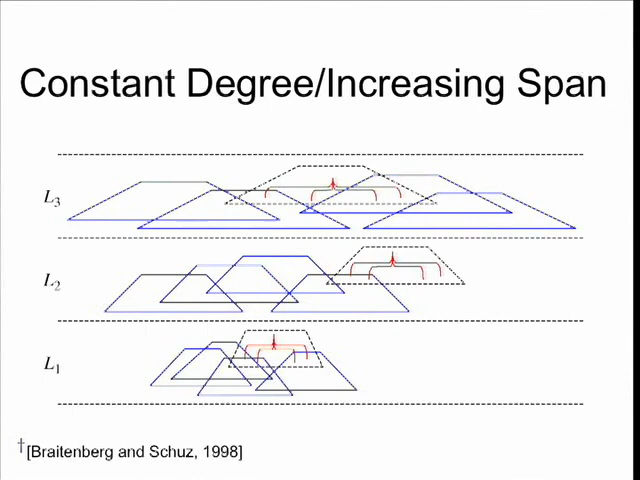 Constant Degree/Increasing Span
L3
L2
L1
†[Braitenberg and Schuz, 1998]